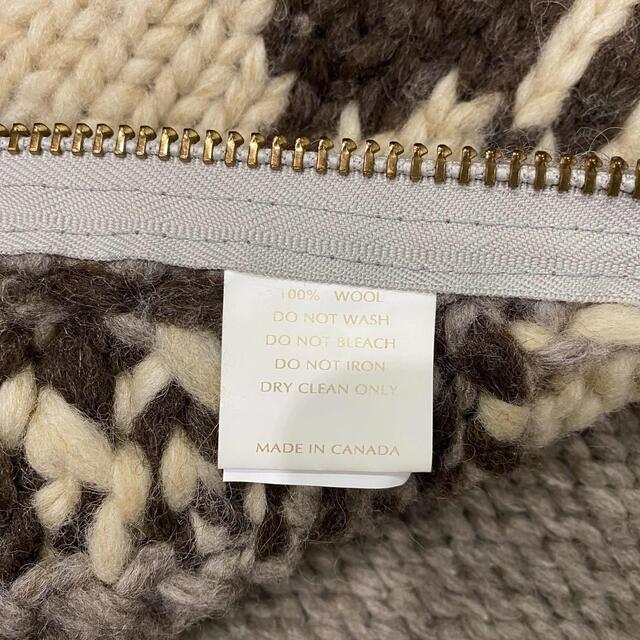 100% WOOL
DO NOT WASH
DO NOT BLEACH
DO NOT IRON
DRY CLEAN ONLY
MADE IN CANADA